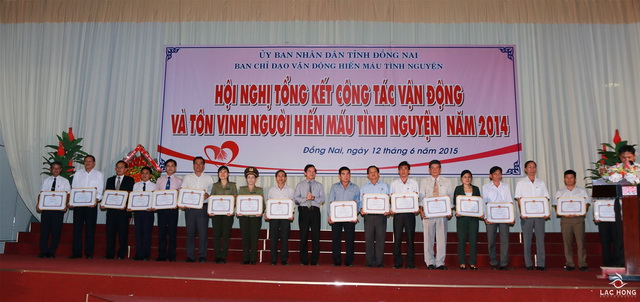 ỦY BAN NHÂN DÂN TỈNH ĐỒNG NAI
BAN CHỈ ĐẠO VẬN ĐỘNG HIẾN MÁU TÌNH NGUYỆN
HỘI NGHỊ TỔNG KẾT CÔNG TÁC VẬN ĐỘNG
VÀ TÔN VINH NGƯỜI HIẾN MÁU TÌNH NGUYỆN NĂM 2014
Đồng Nai, ngày 12 tháng 6 năm 2015
LAC HONG